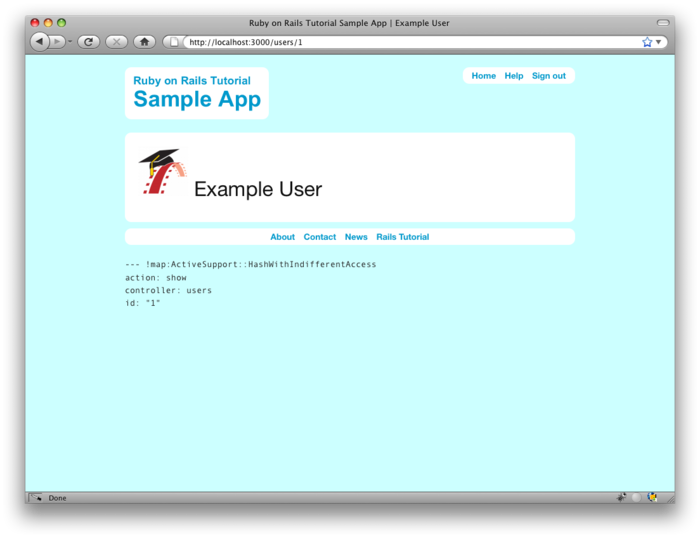 Ruby on Rails Tutorial Sample App | Example User
http://localhost:3000/users/1
Ruby on Rails Tutorial
Sample App
Home Help Sign out
Example User
About Contact News Rails Tutorial
--- !map:ActiveSupport::HashWithIndifferentAccess
action: show
controller: users
id: "1"
Done